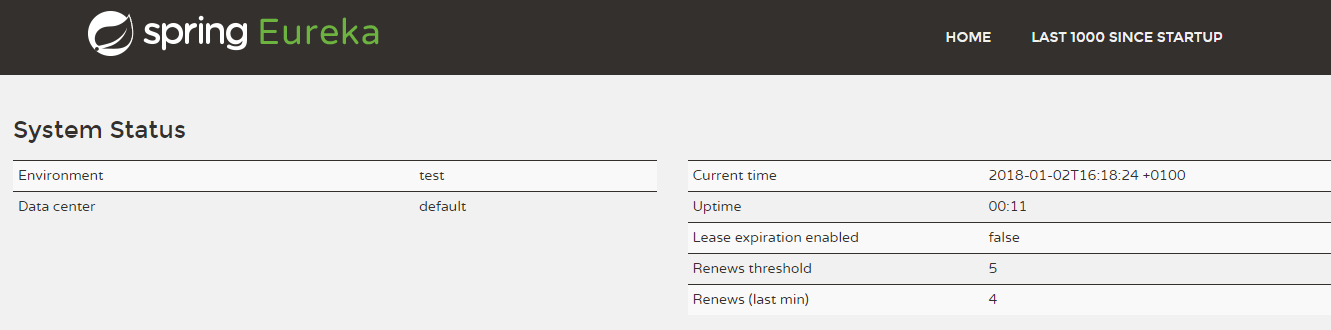 spring Eureka
HOME LAST 1000 SINCE STARTUP
System Status
Environment test
Data center default
Current time 2018-01-02T16:18:24 +0100
Uptime 00:11
Lease expiration enabled false
Renews threshold 5
Renews (last min) 4